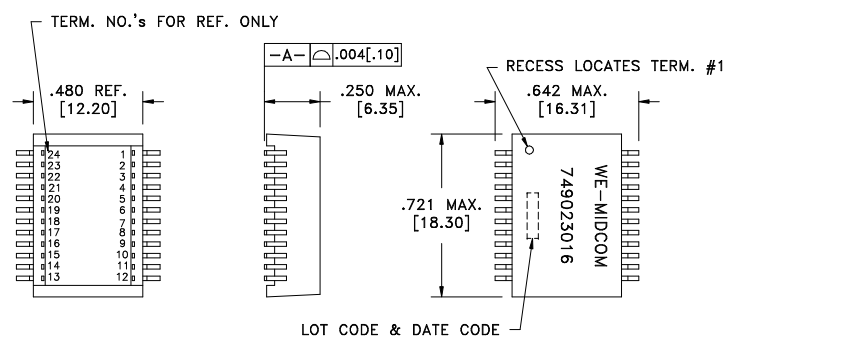 TERM. NO.'s FOR REF. ONLY
-A- ⌓ .004[.10]
RECESS LOCATES TERM. #1
.480 REF.
[12.20]
.250 MAX.
[6.35]
.642 MAX.
[16.31]
24 1
23 2
22 3
21 4
20 5
19 6
18 7
17 8
16 9
15 10
14 11
13 12
.721 MAX.
[18.30]
WE-MIDCOM
749023016
LOT CODE & DATE CODE